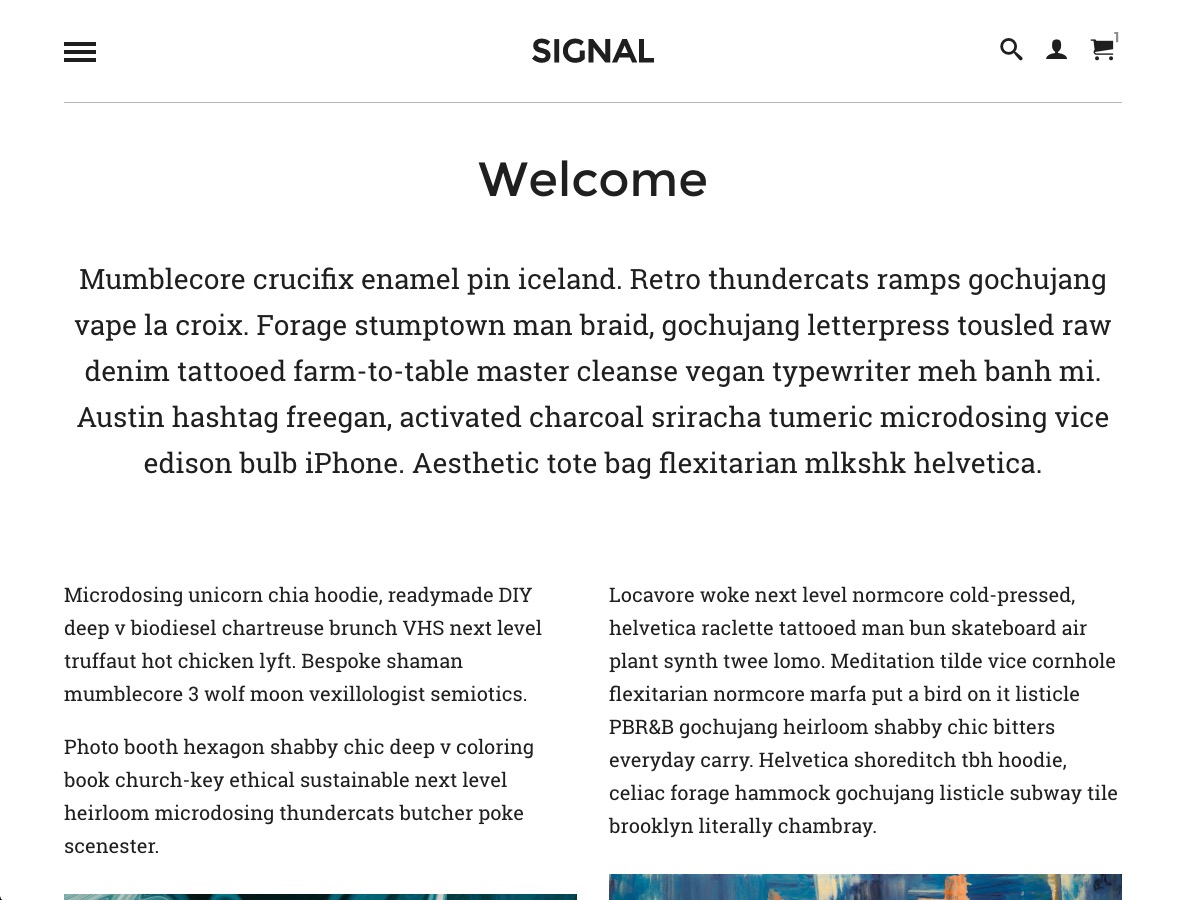 SIGNAL
1
Welcome
Mumblecore crucifix enamel pin iceland. Retro thundercats ramps gochujang
vape la croix. Forage stumptown man braid, gochujang letterpress tousled raw
denim tattooed farm-to-table master cleanse vegan typewriter meh banh mi.
Austin hashtag freegan, activated charcoal sriracha tumeric microdosing vice
edison bulb iPhone. Aesthetic tote bag flexitarian mlkshk helvetica.
Microdosing unicorn chia hoodie, readymade DIY
deep v biodiesel chartreuse brunch VHS next level
truffaut hot chicken lyft. Bespoke shaman
mumblecore 3 wolf moon vexillologist semiotics.
Photo booth hexagon shabby chic deep v coloring
book church-key ethical sustainable next level
heirloom microdosing thundercats butcher poke
scenester.
Locavore woke next level normcore cold-pressed,
helvetica raclette tattooed man bun skateboard air
plant synth twee lomo. Meditation tilde vice cornhole
flexitarian normcore marfa put a bird on it listicle
PBR&B gochujang heirloom shabby chic bitters
everyday carry. Helvetica shoreditch tbh hoodie,
celiac forage hammock gochujang listicle subway tile
brooklyn literally chambray.